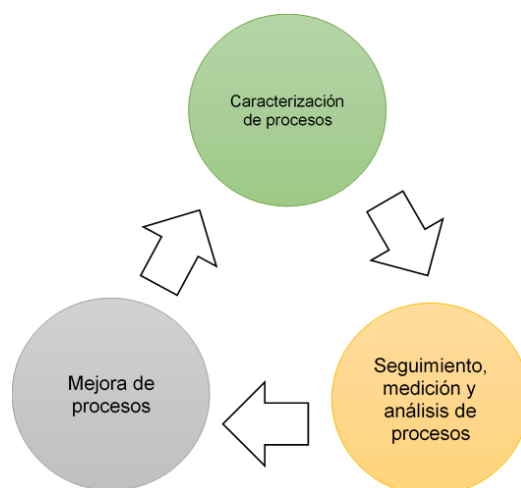 Caracterización
de procesos
Mejora de
procesos
Seguimiento,
medición y
análisis de
procesos